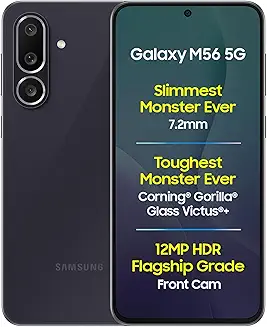 Galaxy M56 5G
Slimmest
Monster Ever
7.2mm
Toughest
Monster Ever
Corning® Gorilla®
Glass Victus®+
12MP HDR
Flagship Grade
Front Cam
SAMSUNG